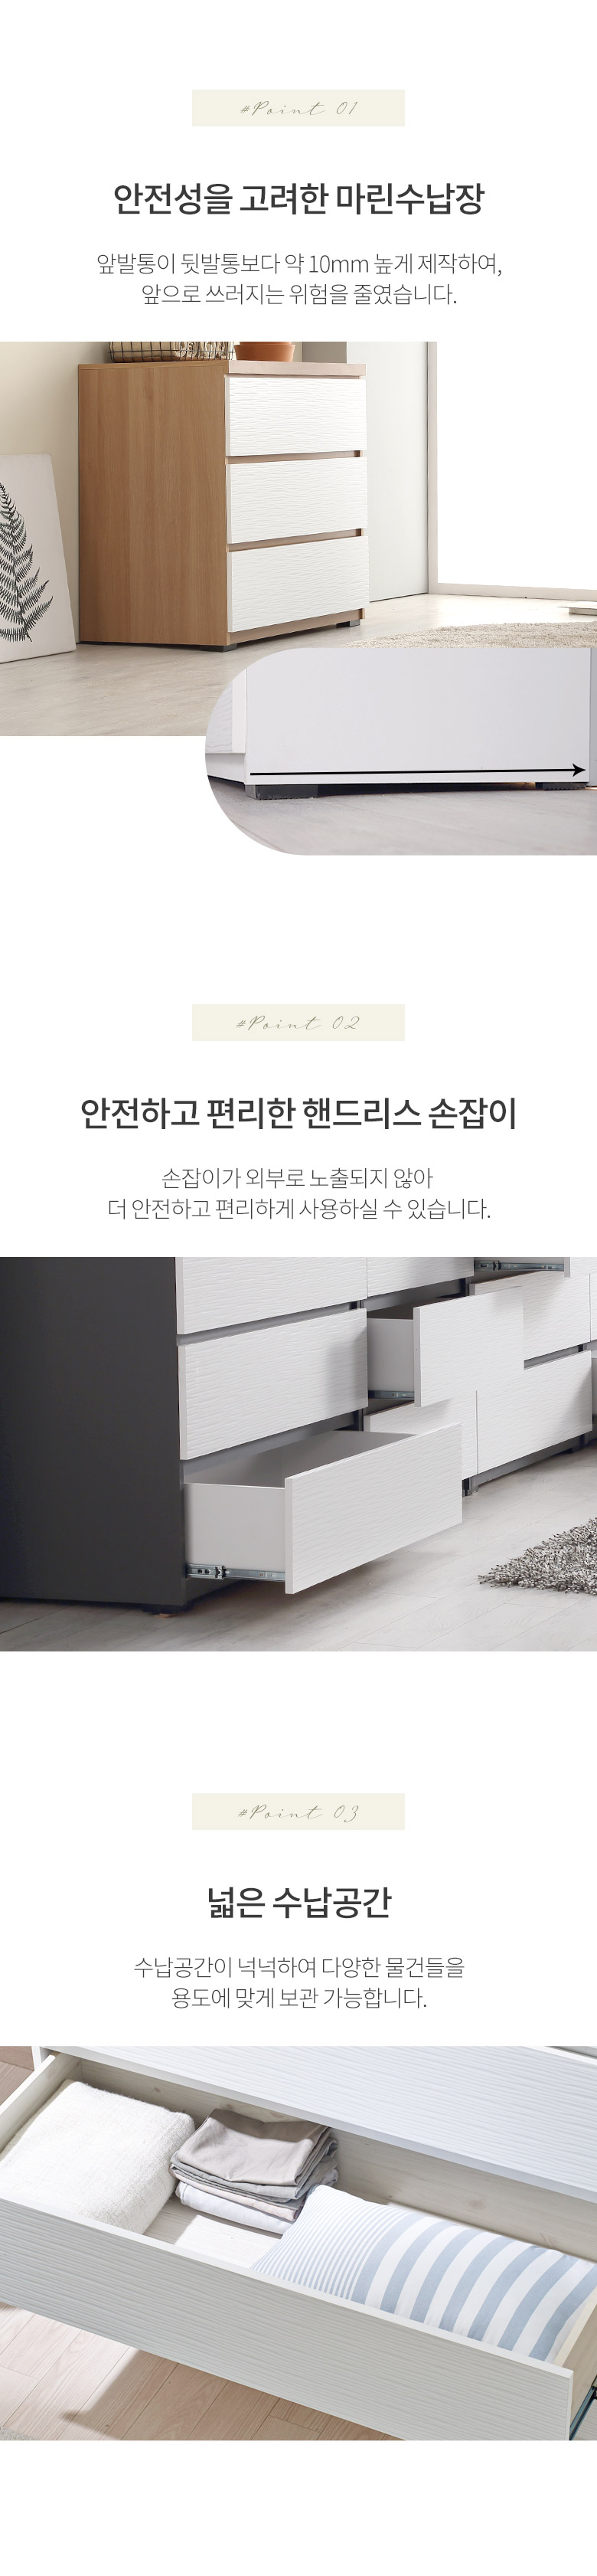 #Point 01
안전성을 고려한 마린수납장
앞발통이 뒷발통보다 약 10mm 높게 제작하여,
앞으로 쓰러지는 위험을 줄였습니다.
#Point 02
안전하고 편리한 핸드리스 손잡이
손잡이가 외부로 노출되지 않아
더 안전하고 편리하게 사용하실 수 있습니다.
#Point 03
넓은 수납공간
수납공간이 넉넉하여 다양한 물건들을
용도에 맞게 보관 가능합니다.